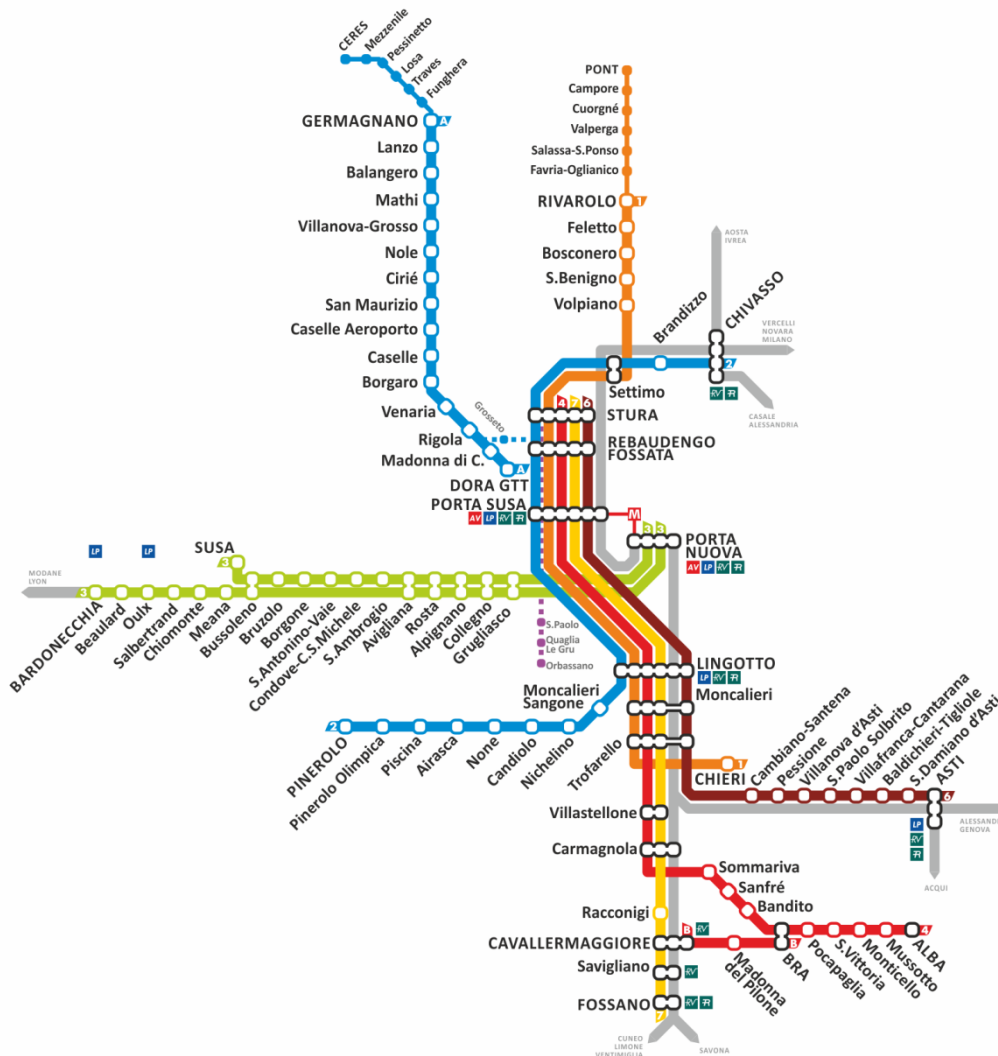 CERES
Mezzenile
Pessinetto
Losa
Traves
Funghera
GERMAGNANO
A
Lanzo
Balangero
Mathi
Villanova-Grosso
Nole
Cirié
San Maurizio
Caselle Aeroporto
Caselle
Borgaro
Venaria
Rigola
Grosseto
Madonna di C.
A
DORA GTT
PONT
Campore
Cuorgné
Valperga
Salassa-S.Ponso
Favria-Oglianico
RIVAROLO
1
Feletto
Bosconero
S.Benigno
Volpiano
AOSTA
IVREA
Brandizzo
CHIVASSO
VERCELLI
NOVARA
MILANO
2
RV R
CASALE
ALESSANDRIA
Settimo
4 7 6
STURA
REBAUDENGO
FOSSATA
PORTA SUSA
AV LP RV R
M
3 3
PORTA
NUOVA
AV LP RV R
LP
LP
SUSA
3
MODANE
LYON
3
BARDONECCHIA
Beaulard
Oulx
Salbertrand
Chiomonte
Meana
Bussoleno
Bruzolo
Borgone
S.Antonino-Vaie
Condove-C.S.Michele
S.Ambrogio
Avigliana
Rosta
Alpignano
Collegno
Grugliasco
S.Paolo
Quaglia
Le Gru
Orbassano
LINGOTTO
LP RV R
Moncalieri
Sangone
Moncalieri
2
PINEROLO
Pinerolo Olimpica
Piscina
Airasca
None
Candiolo
Nichelino
Trofarello
CHIERI
1
Cambiano-Santena
Pessione
Villanova d'Asti
S.Paolo Solbrito
Villafranca-Cantarana
Baldichieri-Tigliole
S.Damiano d'Asti
ASTI
6
LP
RV
R
ALESSANDRIA
GENOVA
ACQUI
Villastellone
Carmagnola
Sommariva
Sanfré
Bandito
Racconigi
CAVALLERMAGGIORE
B
RV
B
Madonna
del Pilone
BRA
Pocapaglia
S.Vittoria
Monticello
Mussotto
ALBA
4
Savigliano
RV
FOSSANO
RV R
7
CUNEO
LIMONE
VENTIMIGLIA
SAVONA